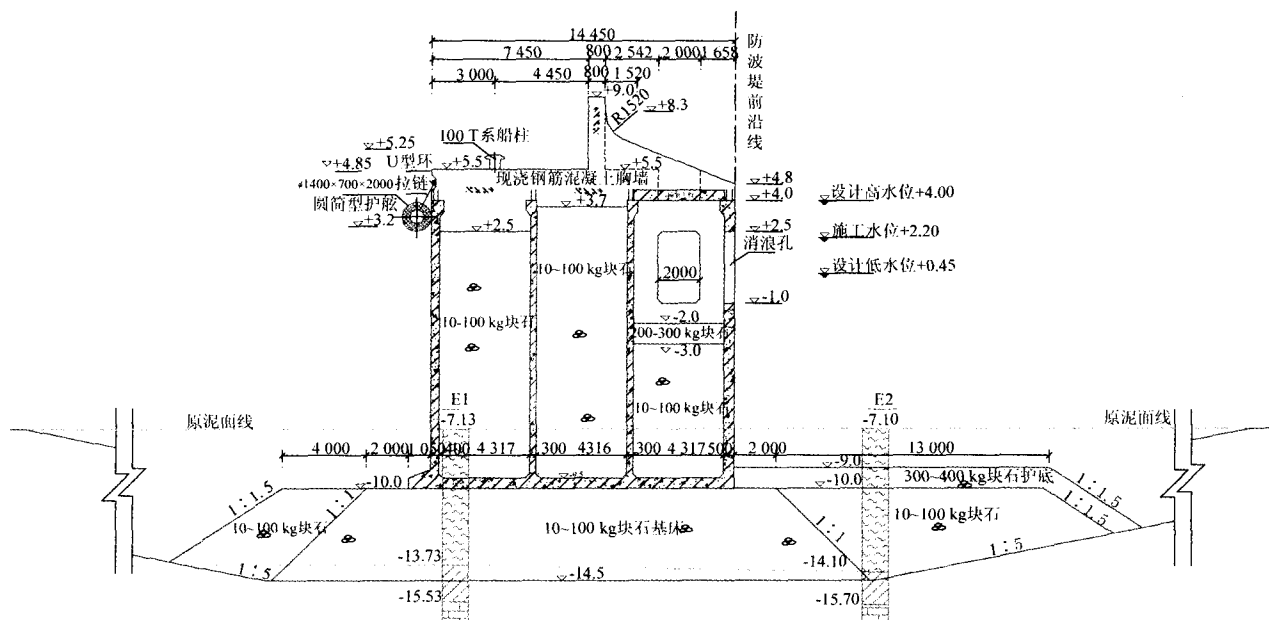 14 450
7 450
800
2 542
2 000
1 658
3 000
4 450
800
1 520
防波堤前沿线
+9.0
R1520
+8.3
+5.25
100 T系船柱
+4.85
U型环
+5.5
+5.5
ø1400×700×2000
拉链
现浇钢筋混凝土胸墙
+4.8
圆筒型护舷
+4.0
设计高水位+4.00
+3.2
+3.7
+2.5
+2.5
施工水位+2.20
消浪孔
设计低水位+0.45
10~100 kg块石
2000
-1.0
10-100 kg块石
-2.0
200-300 kg块石
-3.0
10~100 kg块石
E1
-7.13
E2
-7.10
原泥面线
原泥面线
4 000
2 000
1 050
400
4 317
300
4316
300
4 317
500
2 000
13 000
-9.0
-10.0
-10.0
300~400 kg块石护底
1:1.5
1:1
1:1.5
1:1.5
10~100 kg块石
10~100 kg块石基床
1:1
10~100 kg块石
-13.73
-14.10
1:5
1:5
-14.5
-15.53
-15.70